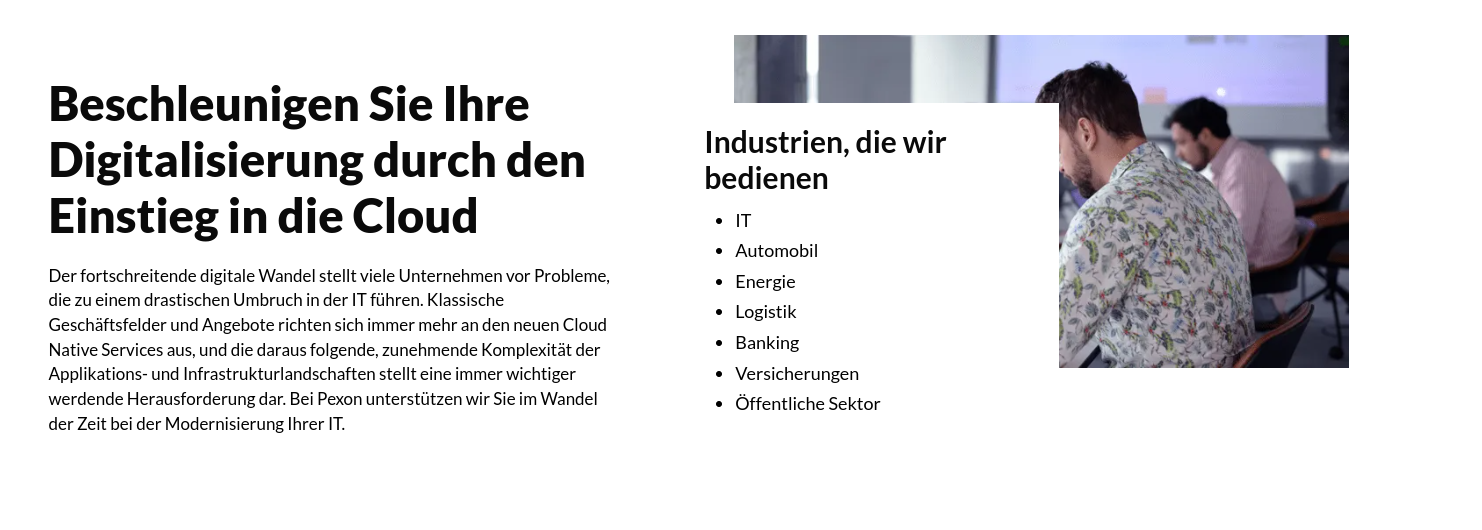 Beschleunigen Sie Ihre
Digitalisierung durch den
Einstieg in die Cloud
Der fortschreitende digitale Wandel stellt viele Unternehmen vor Probleme,
die zu einem drastischen Umbruch in der IT führen. Klassische
Geschäftsfelder und Angebote richten sich immer mehr an den neuen Cloud
Native Services aus, und die daraus folgende, zunehmende Komplexität der
Applikations- und Infrastrukturlandschaften stellt eine immer wichtiger
werdende Herausforderung dar. Bei Pexon unterstützen wir Sie im Wandel
der Zeit bei der Modernisierung Ihrer IT.
Industrien, die wir
bedienen
• IT
• Automobil
• Energie
• Logistik
• Banking
• Versicherungen
• Öffentliche Sektor